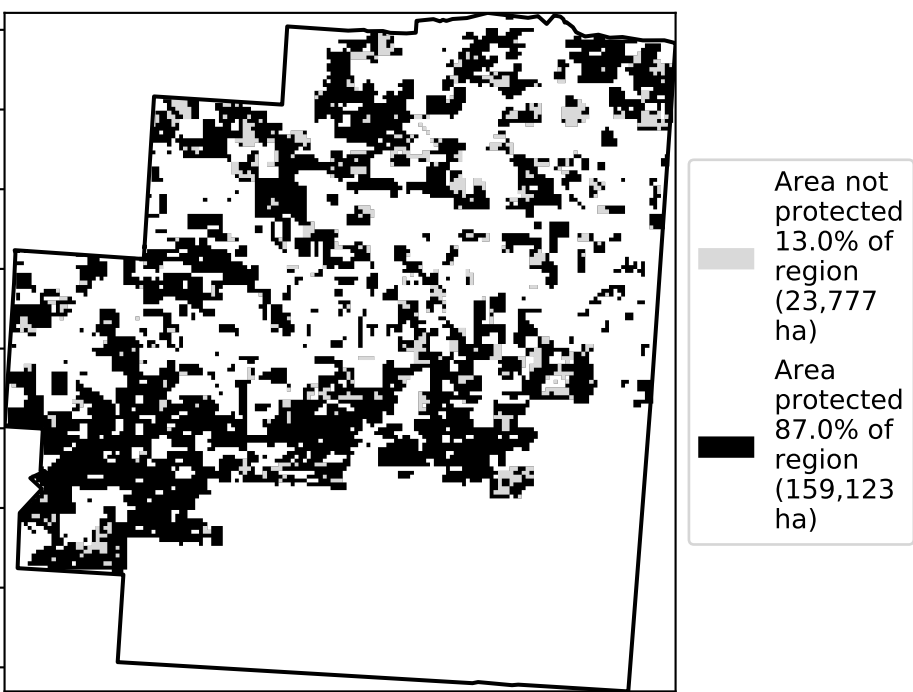 Area not
protected
13.0% of
region
(23,777
ha)
Area
protected
87.0% of
region
(159,123
ha)